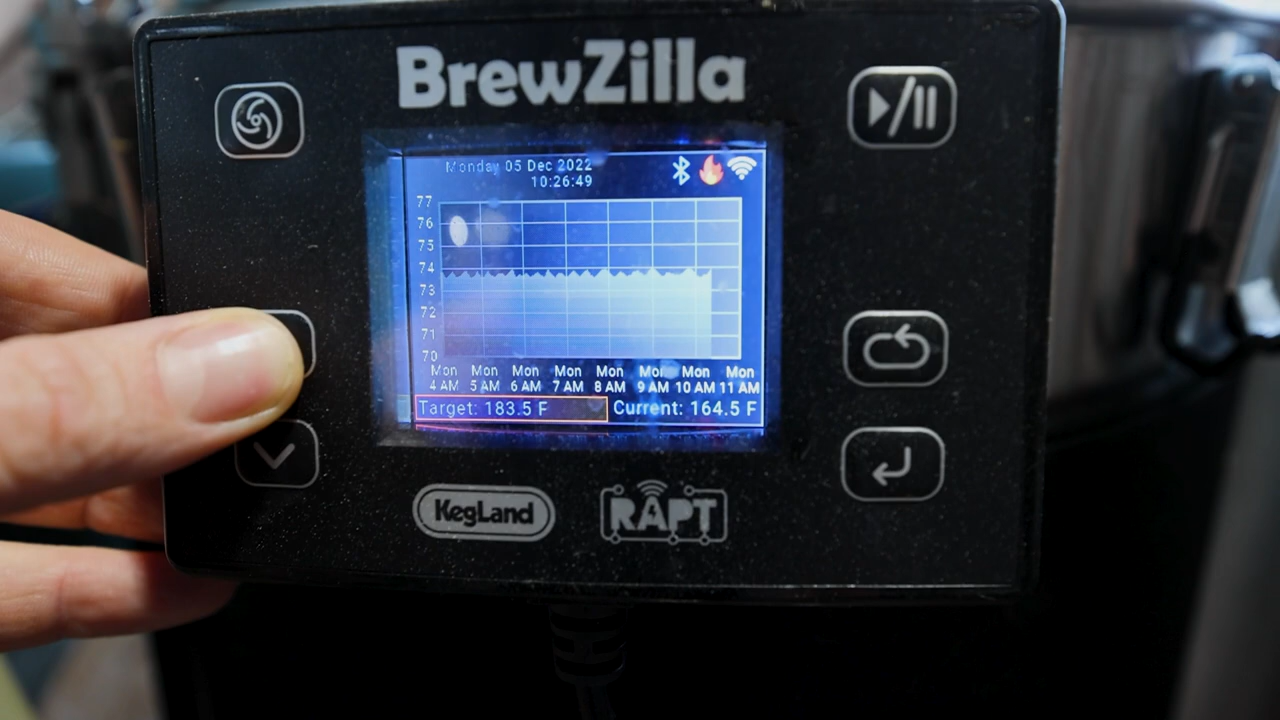 BrewZilla
Monday 05 Dec 2022
10:26:49
77
76
75
74
73
72
71
70
Mon Mon Mon Mon Mon Mon Mon Mon
4 AM 5 AM 6 AM 7 AM 8 AM 9 AM 10 AM 11 AM
Target: 183.5 F Current: 164.5 F
KegLand
RAPT